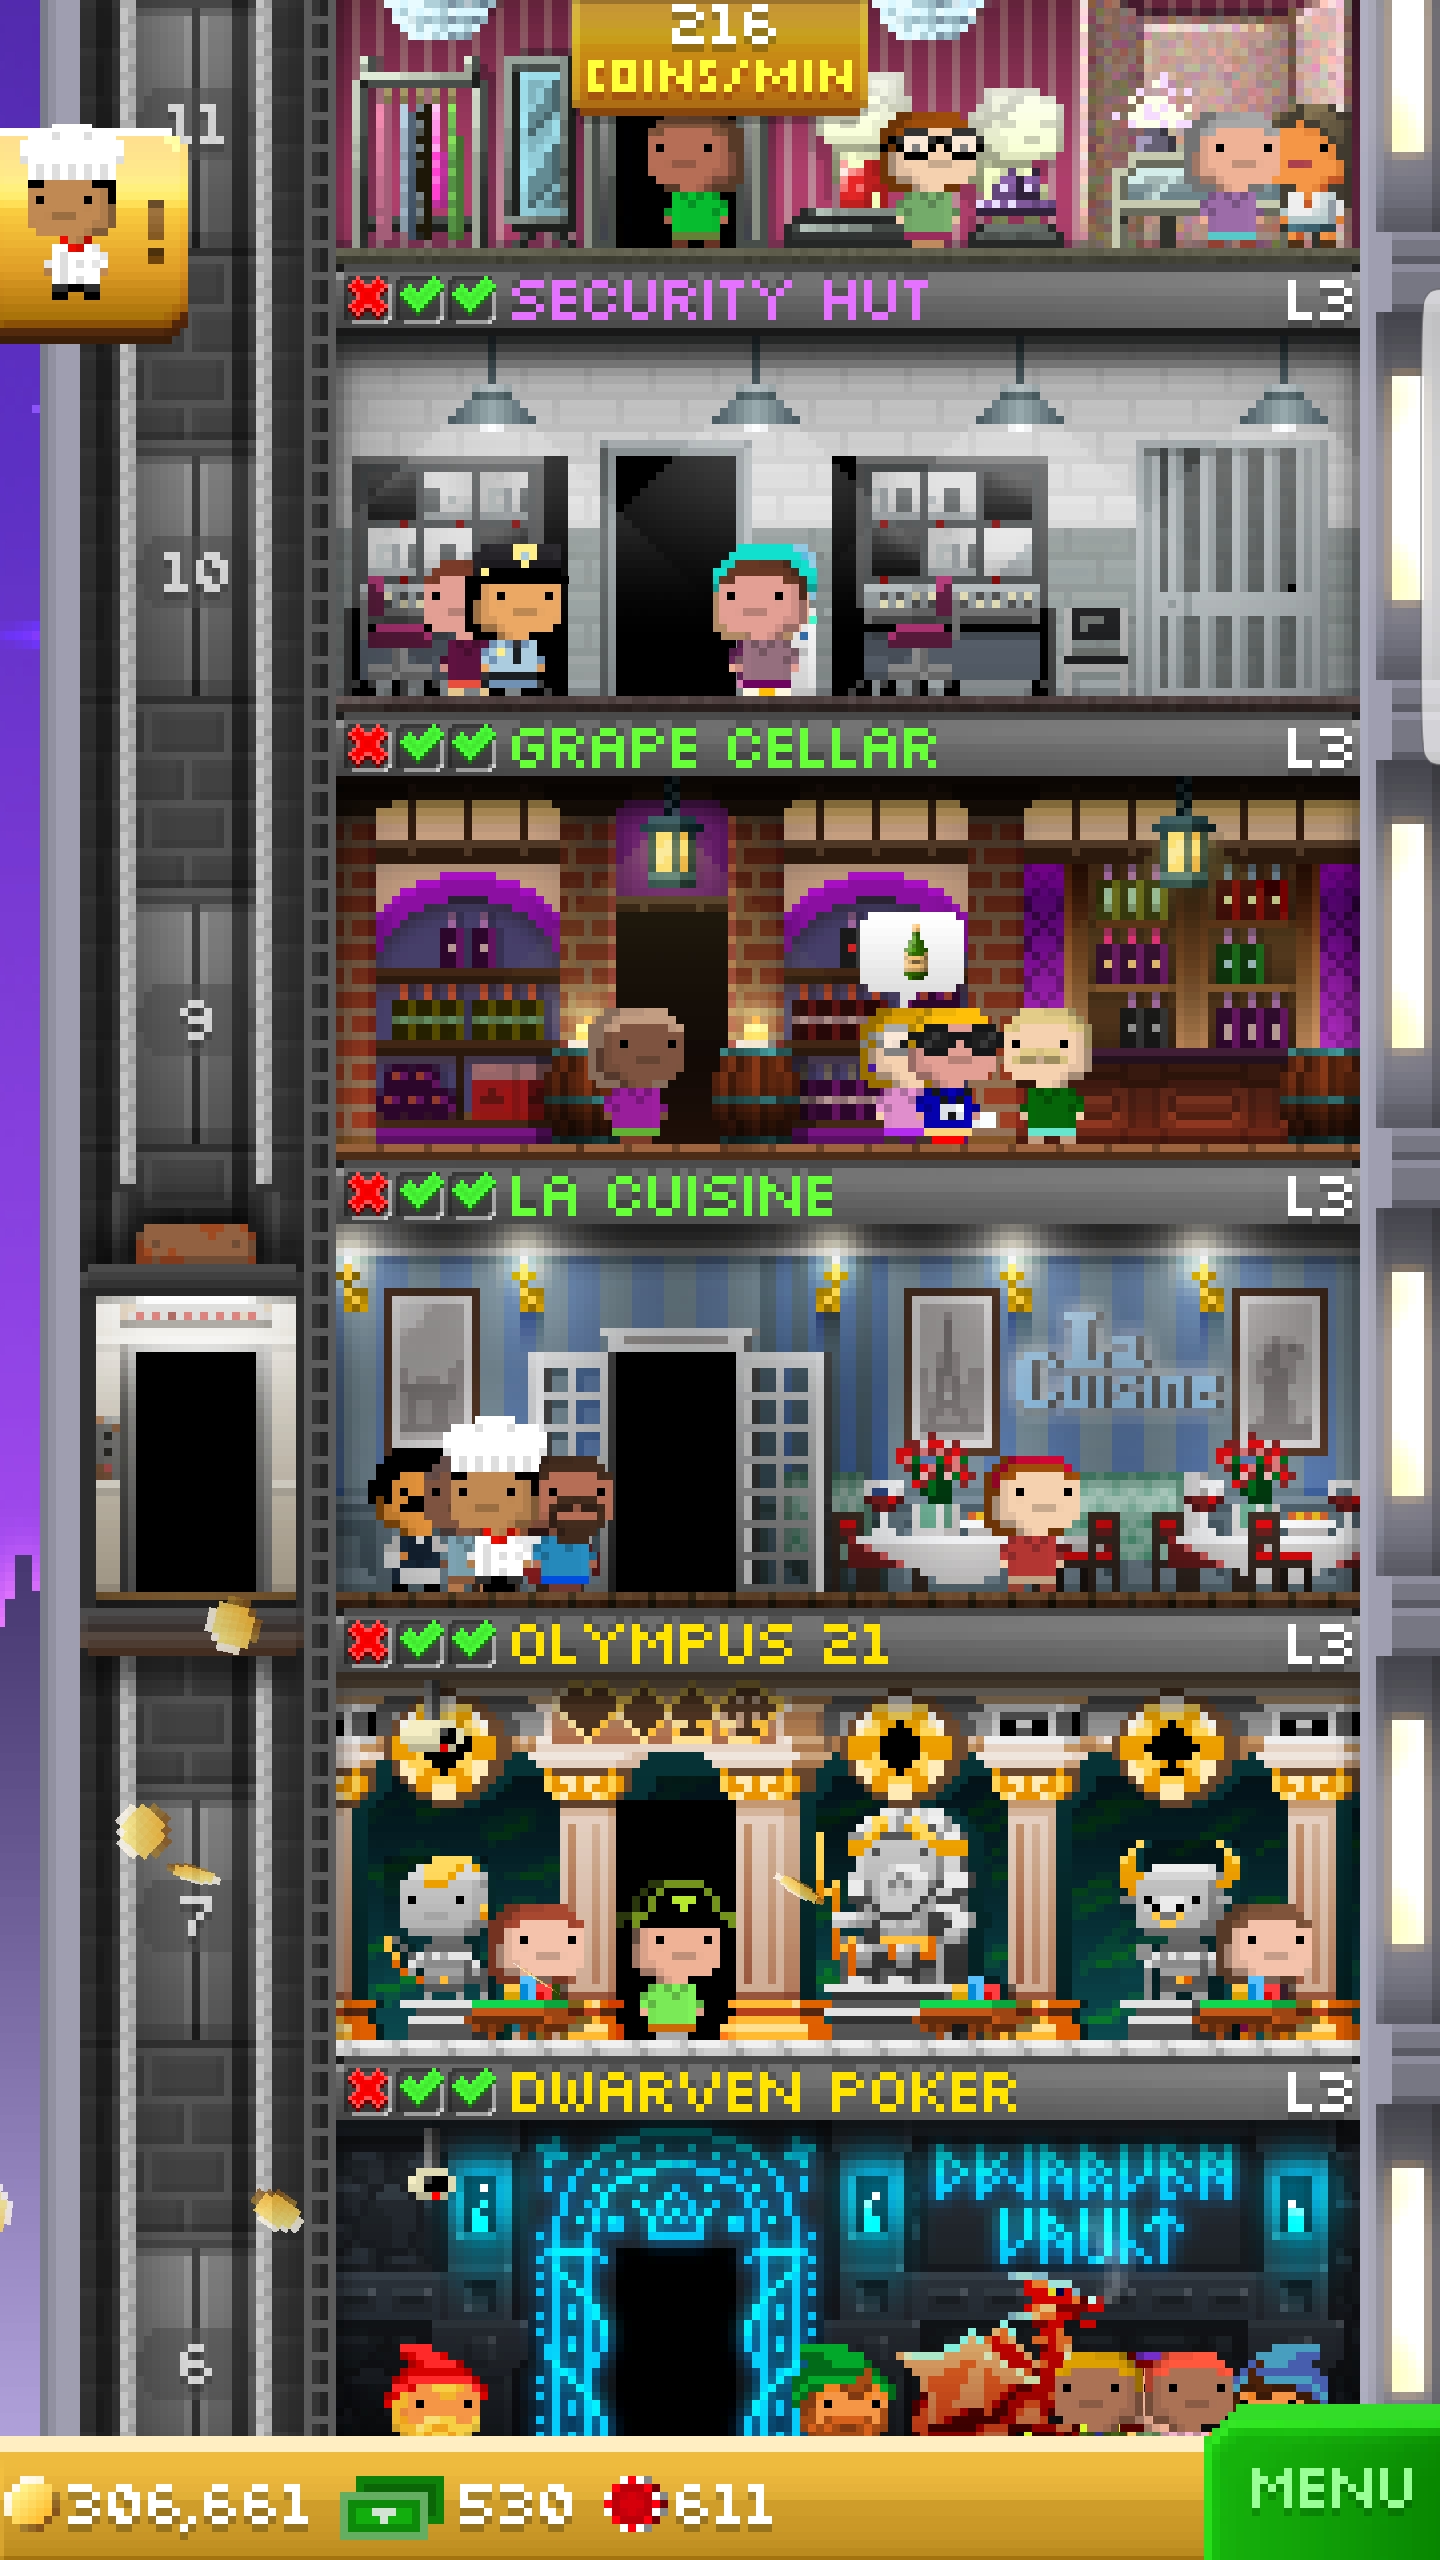 216
COINS/MIN
11
!
SECURITY HUT L3
10
GRAPE CELLAR L3
9
LA CUISINE L3
La
Cuisine
OLYMPUS 21 L3
7
DWARVEN POKER L3
DWARVEN
VAULT
6
306,661 530 611
MENU